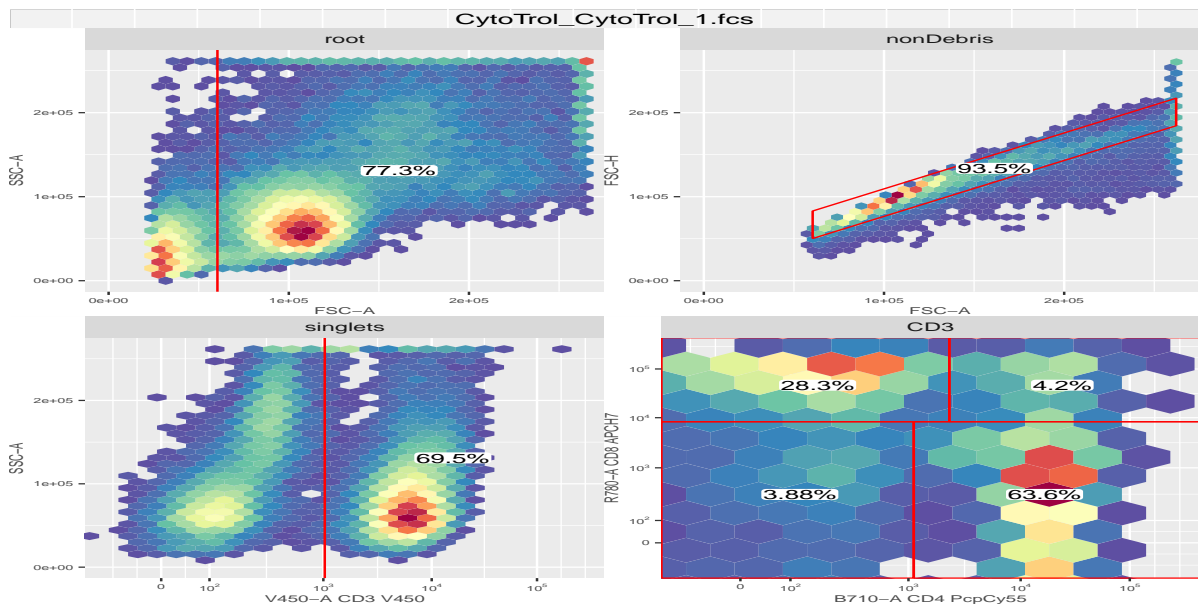 CytoTrol_CytoTrol_1.fcs
root
nonDebris
SSC−A
2e+05
1e+05
0e+00
77.3%
0e+00
1e+05
2e+05
FSC−A
FSC−H
2e+05
1e+05
0e+00
93.5%
0e+00
1e+05
2e+05
FSC−A
singlets
CD3
SSC−A
2e+05
1e+05
0e+00
69.5%
0
10²
10³
10⁴
10⁵
V450−A CD3 V450
R780−A CD8 APCH7
10⁵
10⁴
10³
10²
0
28.3%
4.2%
3.88%
63.6%
0
10²
10³
10⁴
10⁵
B710−A CD4 PcpCy55